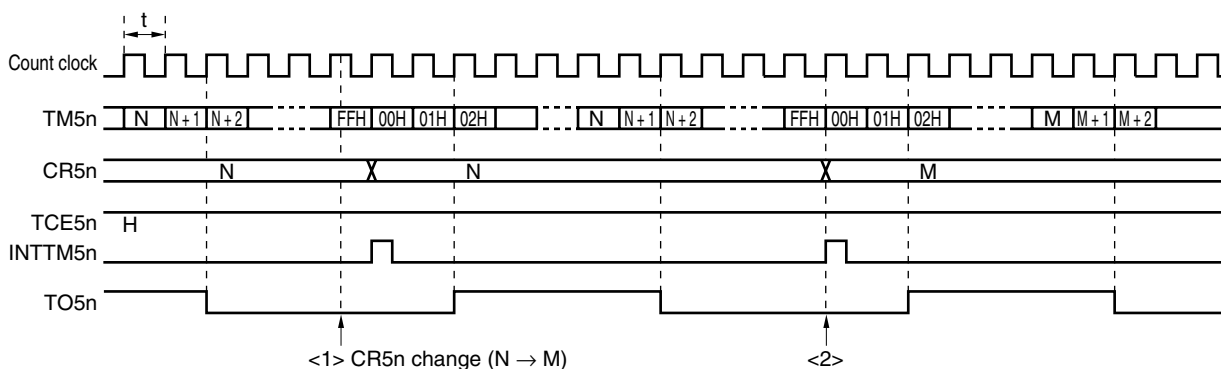 t
Count clock
TM5n N N + 1 N + 2 FFH 00H 01H 02H N N + 1 N + 2 FFH 00H 01H 02H M M + 1 M + 2
CR5n N N M
TCE5n H
INTTM5n
TO5n
<1> CR5n change (N → M) <2>